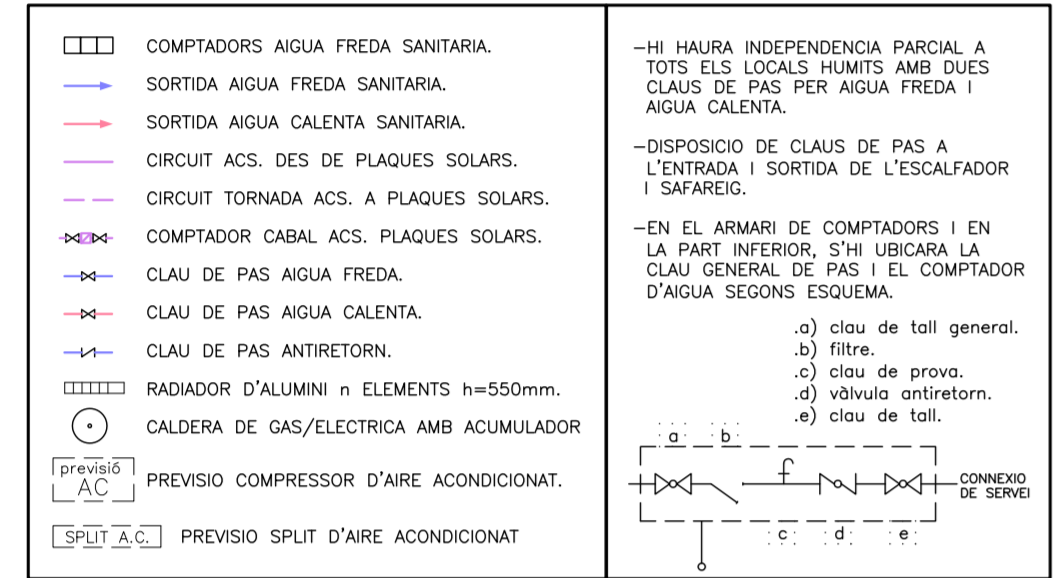 COMPTADORS AIGUA FREDA SANITARIA.
SORTIDA AIGUA FREDA SANITARIA.
SORTIDA AIGUA CALENTA SANITARIA.
CIRCUIT ACS. DES DE PLAQUES SOLARS.
CIRCUIT TORNADA ACS. A PLAQUES SOLARS.
COMPTADOR CABAL ACS. PLAQUES SOLARS.
CLAU DE PAS AIGUA FREDA.
CLAU DE PAS AIGUA CALENTA.
CLAU DE PAS ANTIRETORN.
RADIADOR D'ALUMINI n ELEMENTS h=550mm.
CALDERA DE GAS/ELECTRICA AMB ACUMULADOR
previsió
AC
PREVISIO COMPRESSOR D'AIRE ACONDICIONAT.
SPLIT A.C.
PREVISIO SPLIT D'AIRE ACONDICIONAT
-HI HAURA INDEPENDENCIA PARCIAL A
TOTS ELS LOCALS HUMITS AMB DUES
CLAUS DE PAS PER AIGUA FREDA I
AIGUA CALENTA.
-DISPOSICIO DE CLAUS DE PAS A
L'ENTRADA I SORTIDA DE L'ESCALFADOR
I SAFAREIG.
-EN EL ARMARI DE COMPTADORS I EN
LA PART INFERIOR, S'HI UBICARA LA
CLAU GENERAL DE PAS I EL COMPTADOR
D'AIGUA SEGONS ESQUEMA.
.a) clau de tall general.
.b) filtre.
.c) clau de prova.
.d) vàlvula antiretorn.
.e) clau de tall.
a b
CONNEXIO
DE SERVEI
c d e